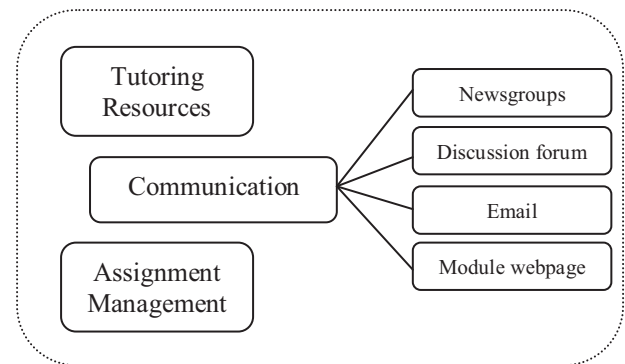 Tutoring
Resources
Communication
Assignment
Management
Newsgroups
Discussion forum
Email
Module webpage